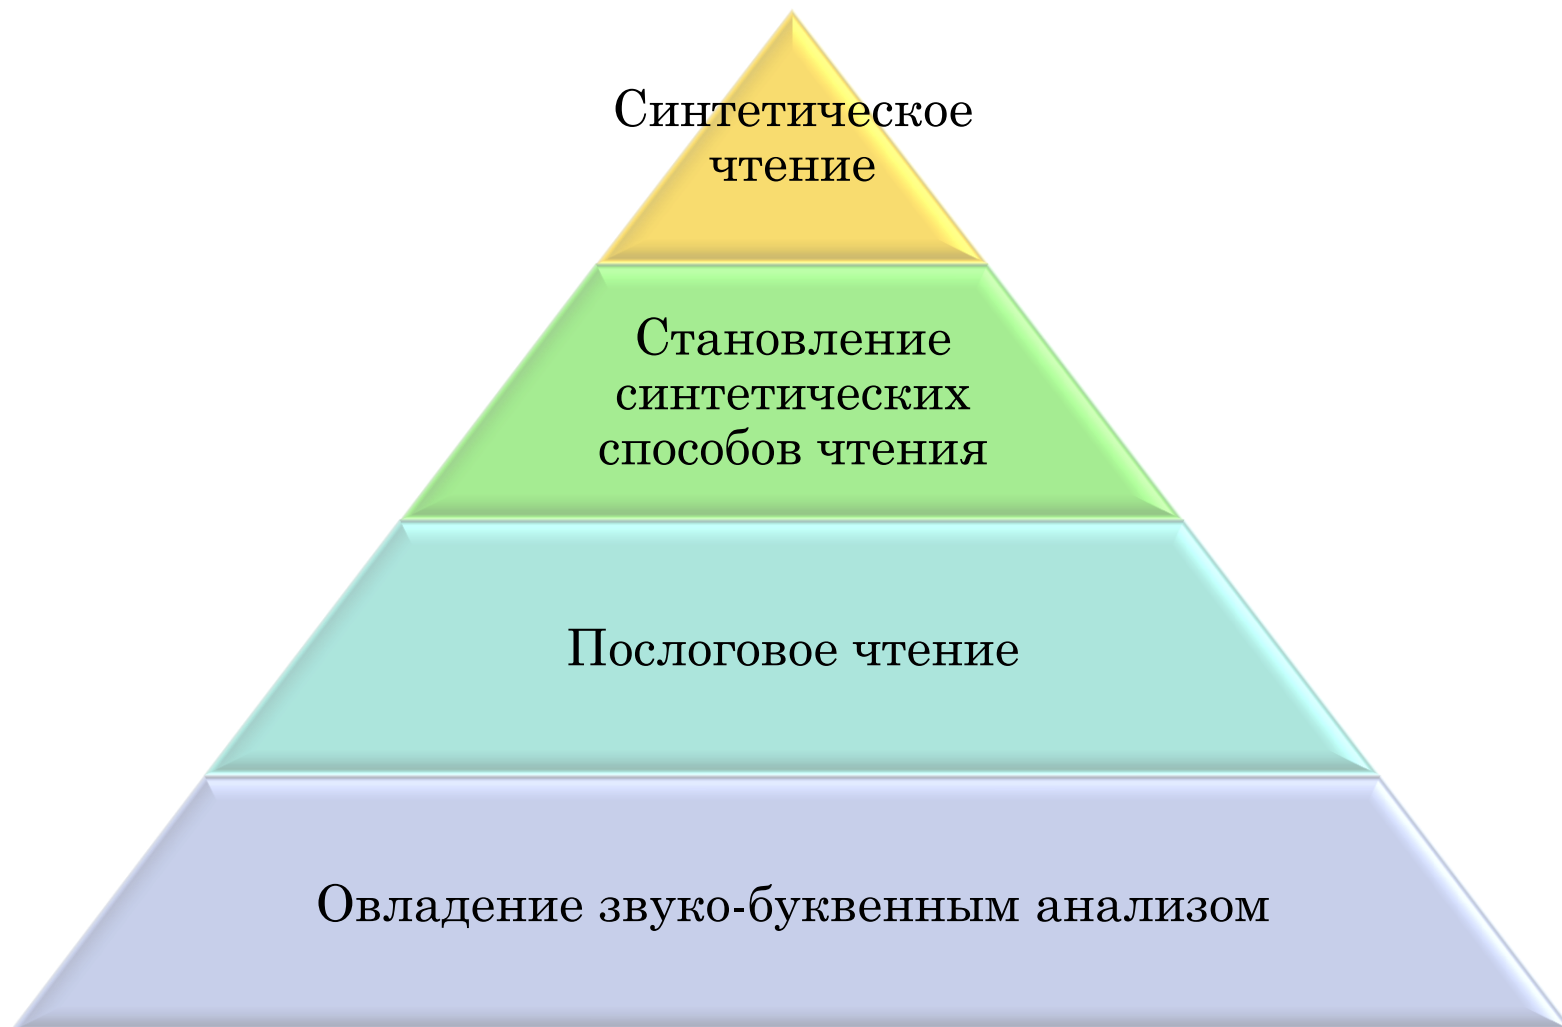 Синтетическое
чтение
Становление
синтетических
способов чтения
Послоговое чтение
Овладение звуко-буквенным анализом